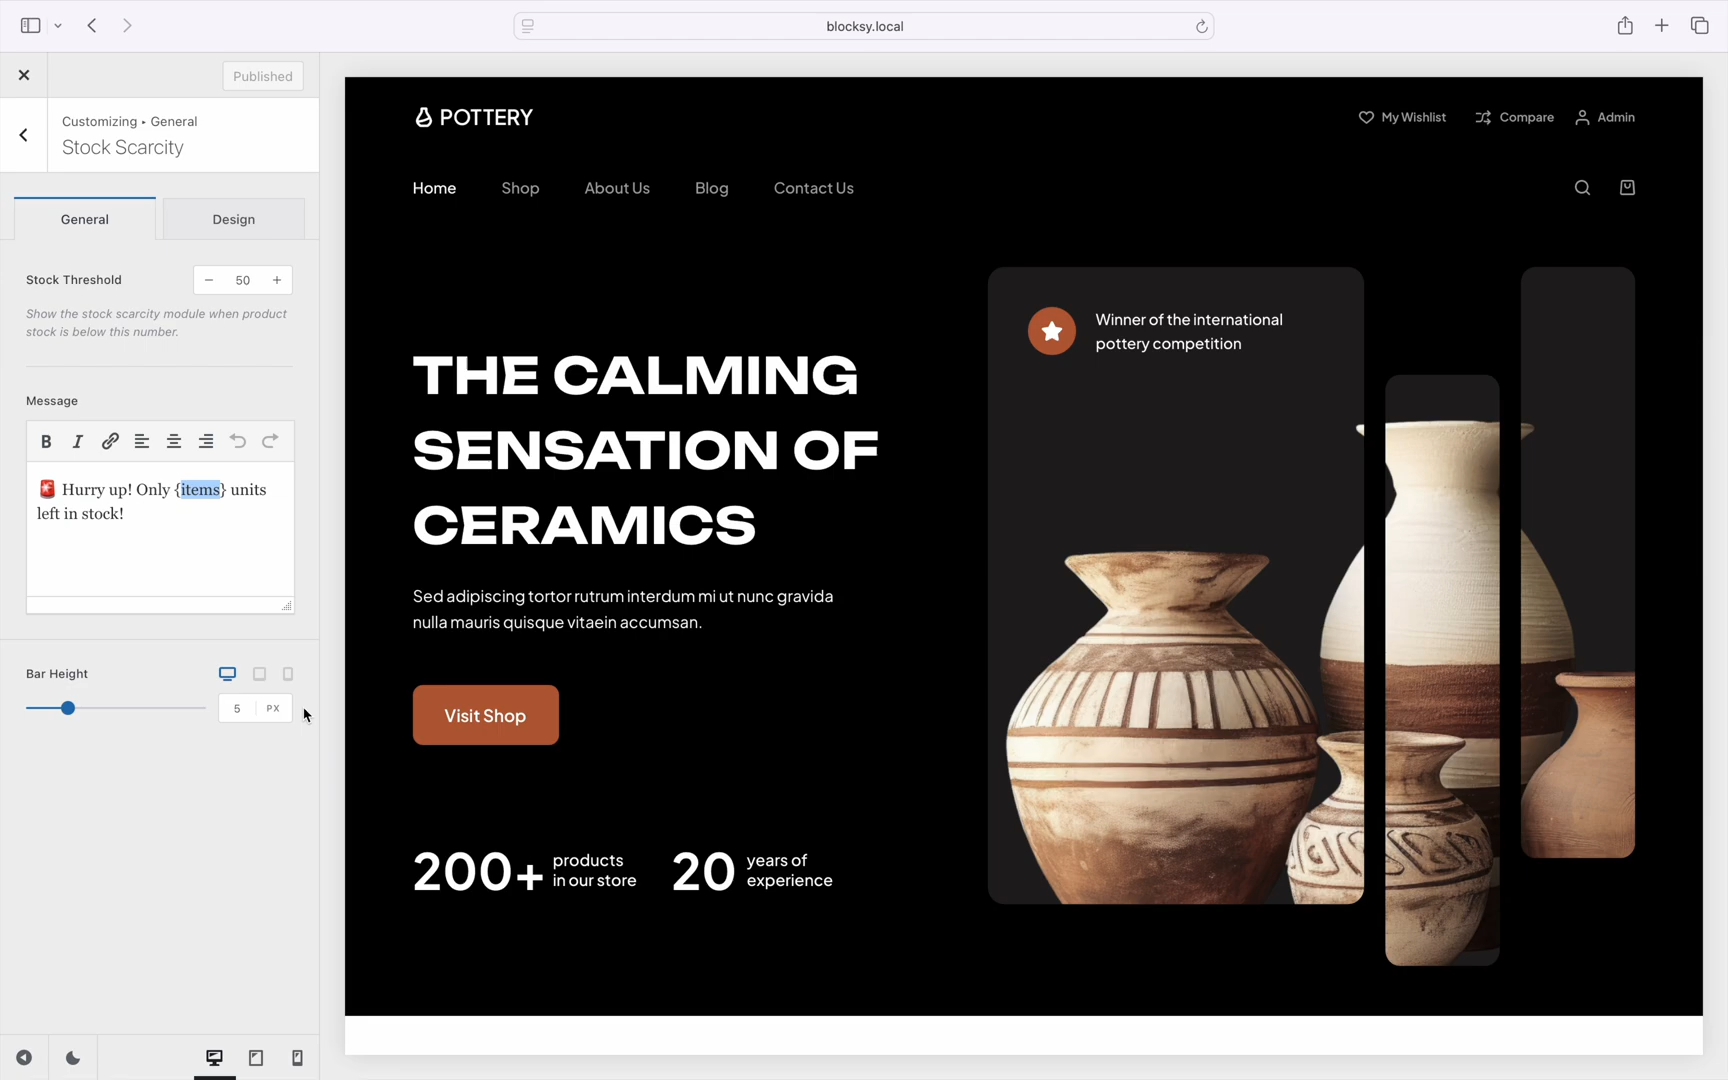 blocksy.local
Published
Customizing ▸ General
Stock Scarcity
General
Design
Stock Threshold
50
Show the stock scarcity module when product
stock is below this number.
Message
🚨 Hurry up! Only {items} units
left in stock!
Bar Height
5
PX
POTTERY
My Wishlist
Compare
Admin
Home
Shop
About Us
Blog
Contact Us
THE CALMING
SENSATION OF
CERAMICS
Sed adipiscing tortor rutrum interdum mi ut nunc gravida
nulla mauris quisque vitaein accumsan.
Visit Shop
200+
products
in our store
20
years of
experience
Winner of the international
pottery competition